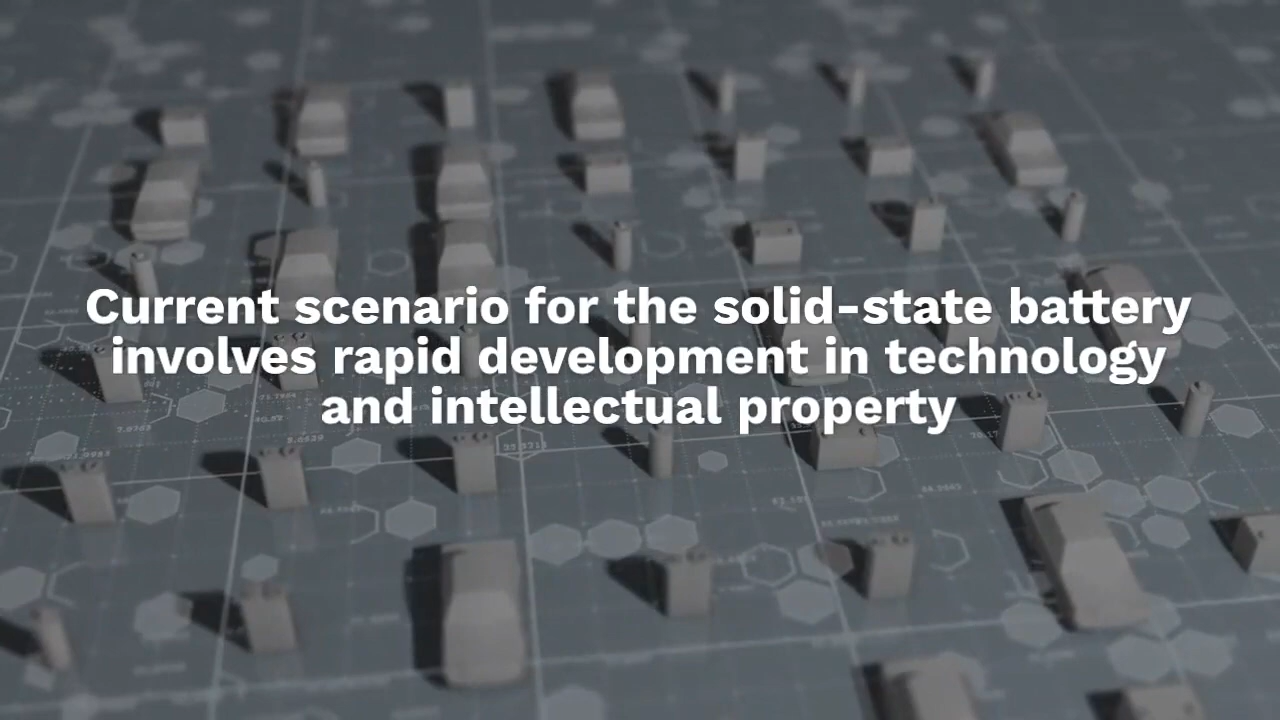 Current scenario for the solid-state battery
involves rapid development in technology
and intellectual property